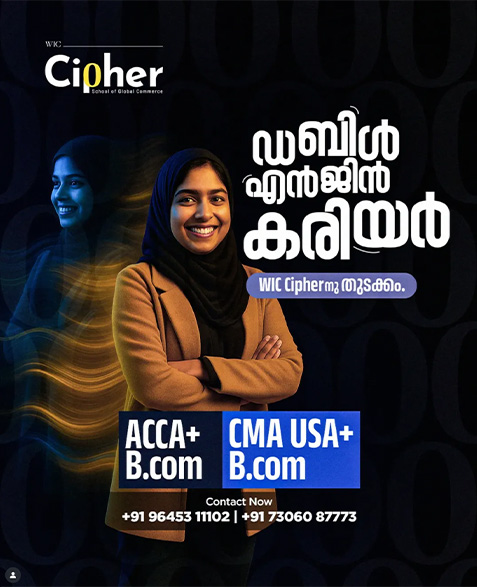 WIC
Cipher
School of Global Commerce
ഡബിൾ
എൻജിൻ
കരിയർ
WIC Cipherനു തുടക്കം.
ACCA+
B.com
CMA USA+
B.com
Contact Now
+91 96453 11102 | +91 73060 87773